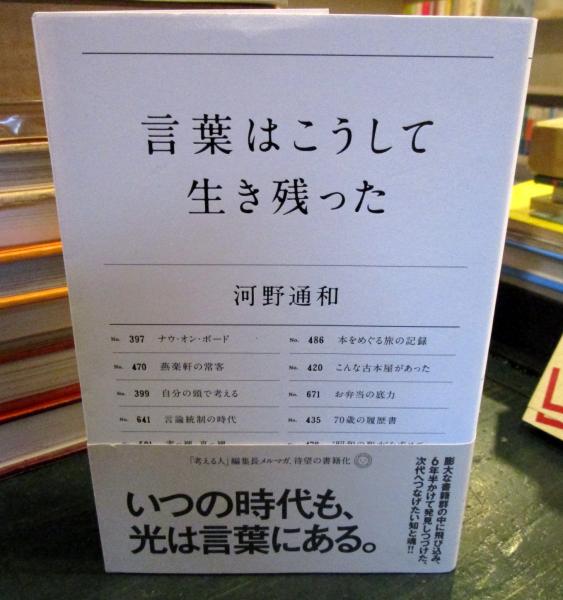 言葉はこうして
生き残った
河野通和
No. 397 ナウ・オン・ボード
No. 486 本をめぐる旅の記録
No. 470 燕楽軒の常客
No. 420 こんな古本屋があった
No. 399 自分の頭で考える
No. 671 お弁当の底力
No. 641 言論統制の時代
No. 435 70歳の履歴書
「考える人」編集長メルマガ、待望の書籍化
いつの時代も、
光は言葉にある。
膨大な書籍群の中に飛び込み、
6年半かけて発見しつづけた、
次代へつなげたい知と魂!!